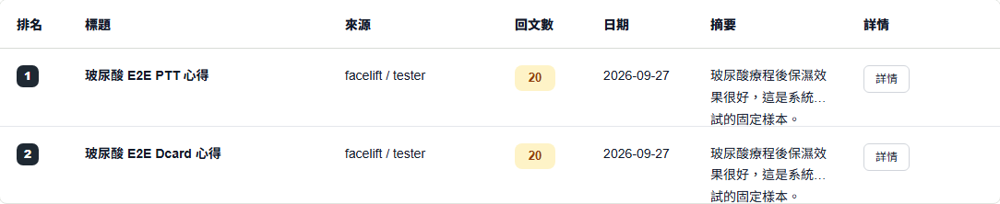 排名 標題 來源 回文數 日期 摘要 詳情
1 玻尿酸 E2E PTT 心得 facelift / tester 20 2026-09-27 玻尿酸療程後保濕效 詳情
果很好，這是系統…
試的固定樣本。
2 玻尿酸 E2E Dcard 心得 facelift / tester 20 2026-09-27 玻尿酸療程後保濕效 詳情
果很好，這是系統…
試的固定樣本。